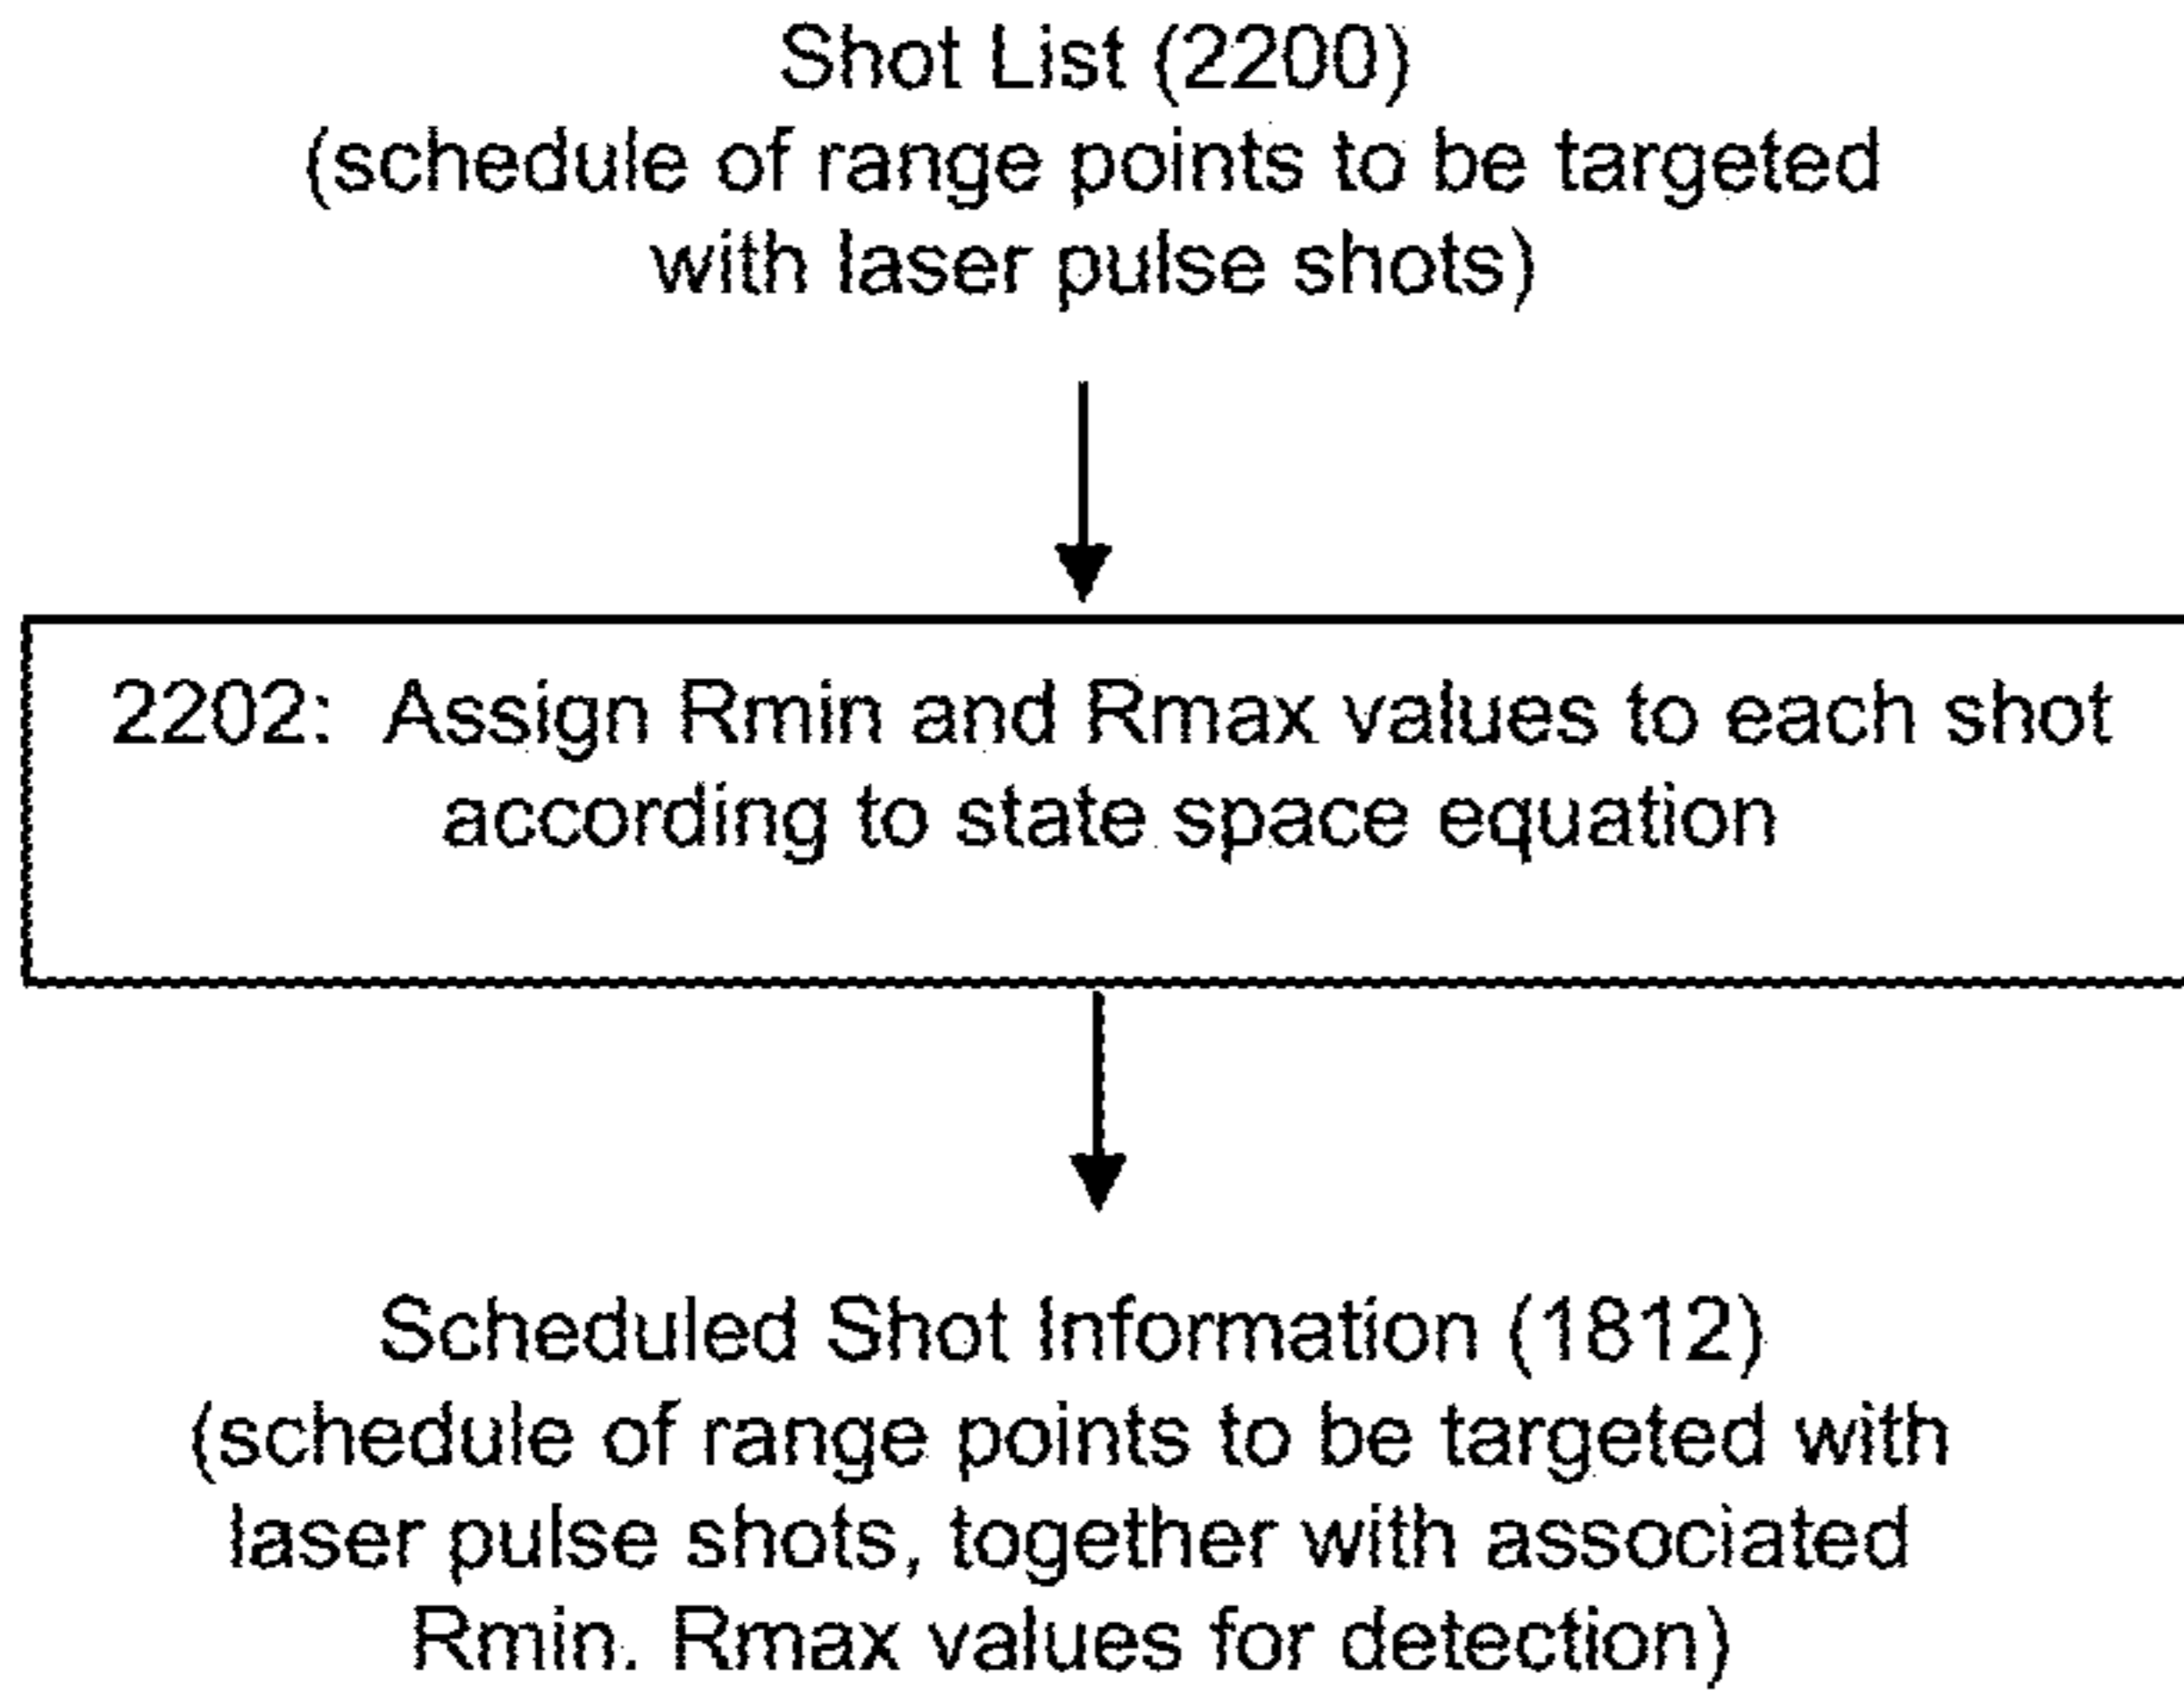 Shot List (2200)
(schedule of range points to be targeted
with laser pulse shots)
2202: Assign Rmin and Rmax values to each shot
according to state space equation
Scheduled Shot Information (1812)
(schedule of range points to be targeted with
laser pulse shots, together with associated
Rmin. Rmax values for detection)